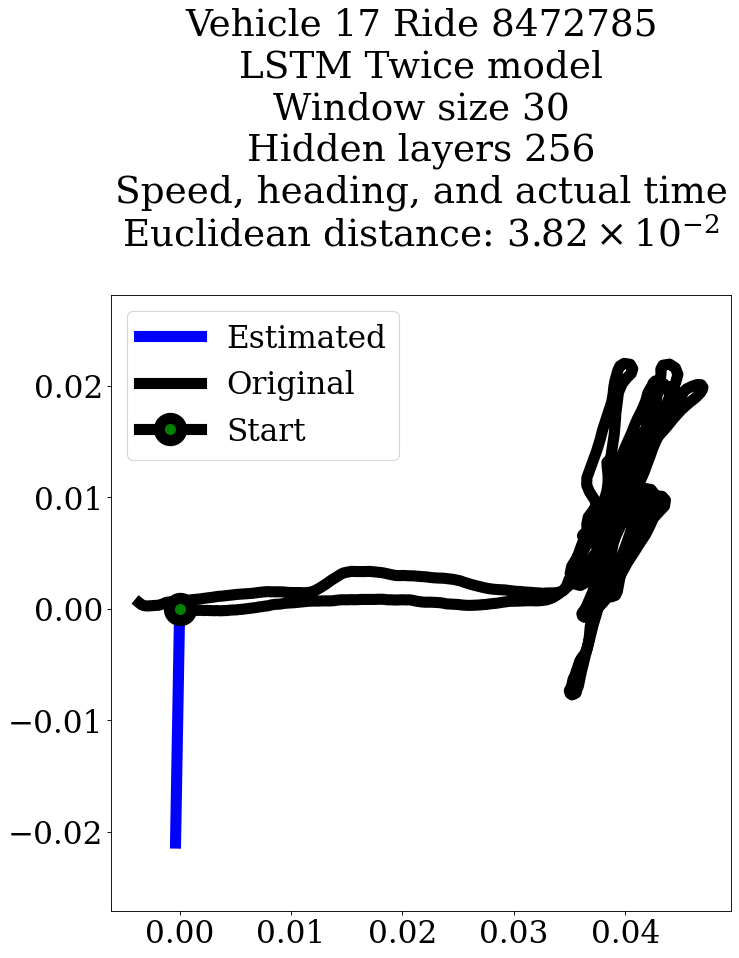 Vehicle 17 Ride 8472785
LSTM Twice model
Window size 30
Hidden layers 256
Speed, heading, and actual time
Euclidean distance: 3.82 × 10⁻²
Estimated
Original
Start
0.02
0.01
0.00
−0.01
−0.02
0.00 0.01 0.02 0.03 0.04